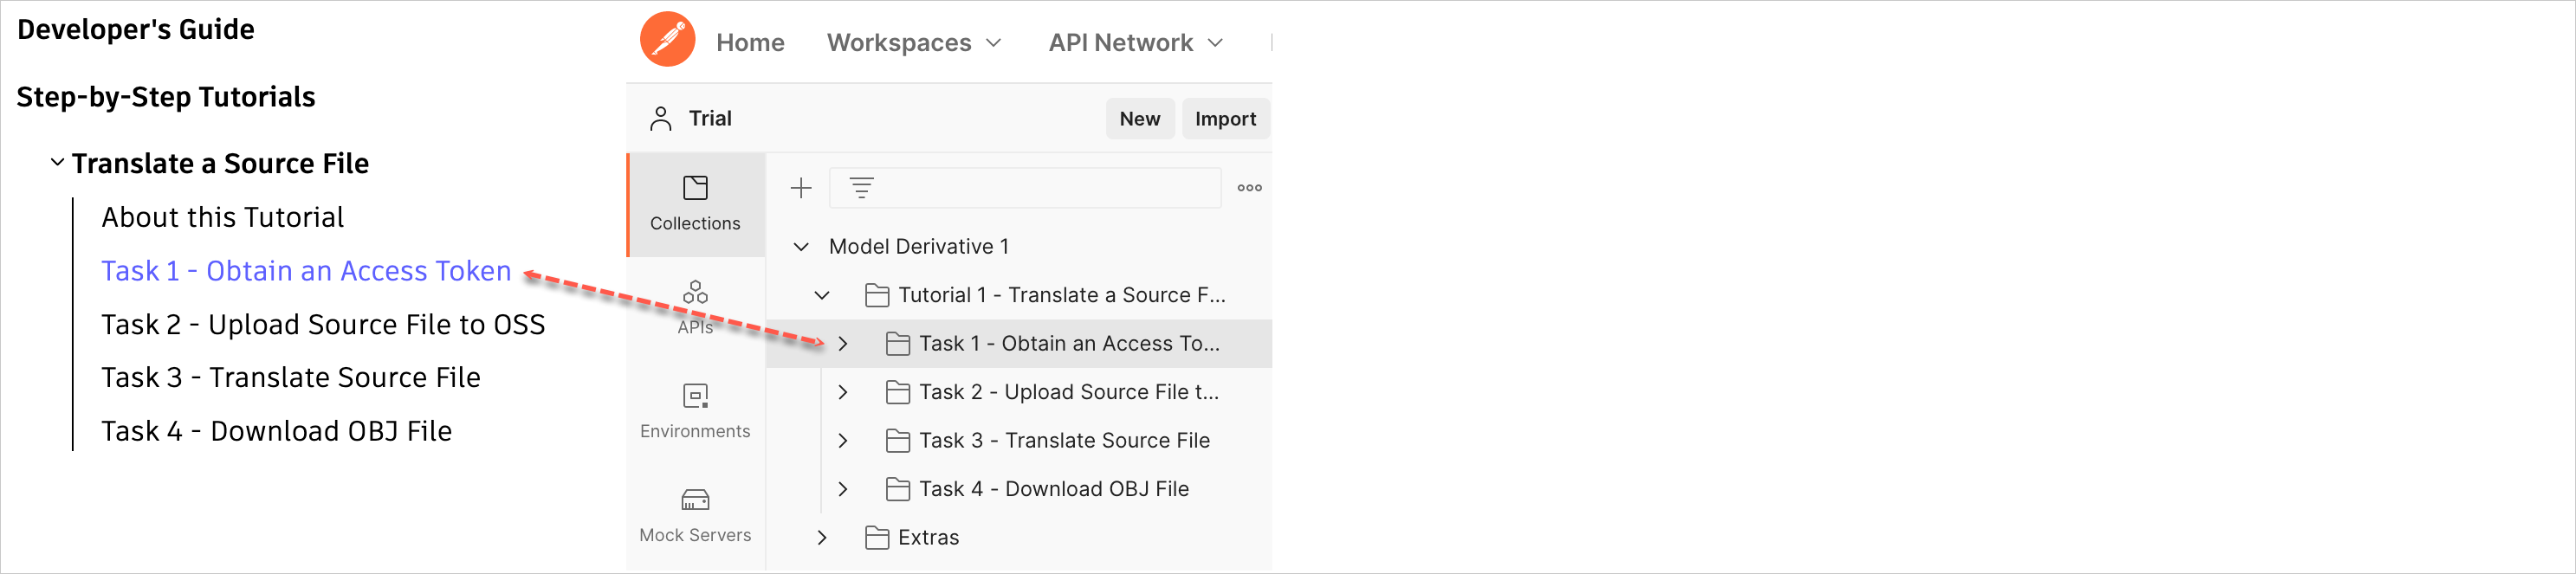 Developer's Guide
Step-by-Step Tutorials
Translate a Source File
About this Tutorial
Task 1 - Obtain an Access Token
Task 2 - Upload Source File to OSS
Task 3 - Translate Source File
Task 4 - Download OBJ File
Home Workspaces API Network
Trial New Import
Collections
APIs
Environments
Mock Servers
Model Derivative 1
Tutorial 1 - Translate a Source F...
Task 1 - Obtain an Access To...
Task 2 - Upload Source File t...
Task 3 - Translate Source File
Task 4 - Download OBJ File
Extras